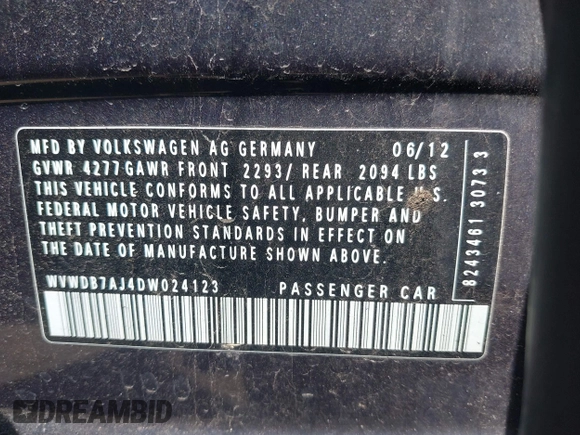 MFD BY VOLKSWAGEN AG GERMANY 06/12
GVWR 4277 GAWR FRONT 2293/ REAR 2094 LBS
THIS VEHICLE CONFORMS TO ALL APPLICABLE U.S.
FEDERAL MOTOR VEHICLE SAFETY, BUMPER AND
THEFT PREVENTION STANDARDS IN EFFECT ON
THE DATE OF MANUFACTURE SHOWN ABOVE.
WVWDB7AJ4DW024123 PASSENGER CAR
8243461 3073 3
DREAMBID